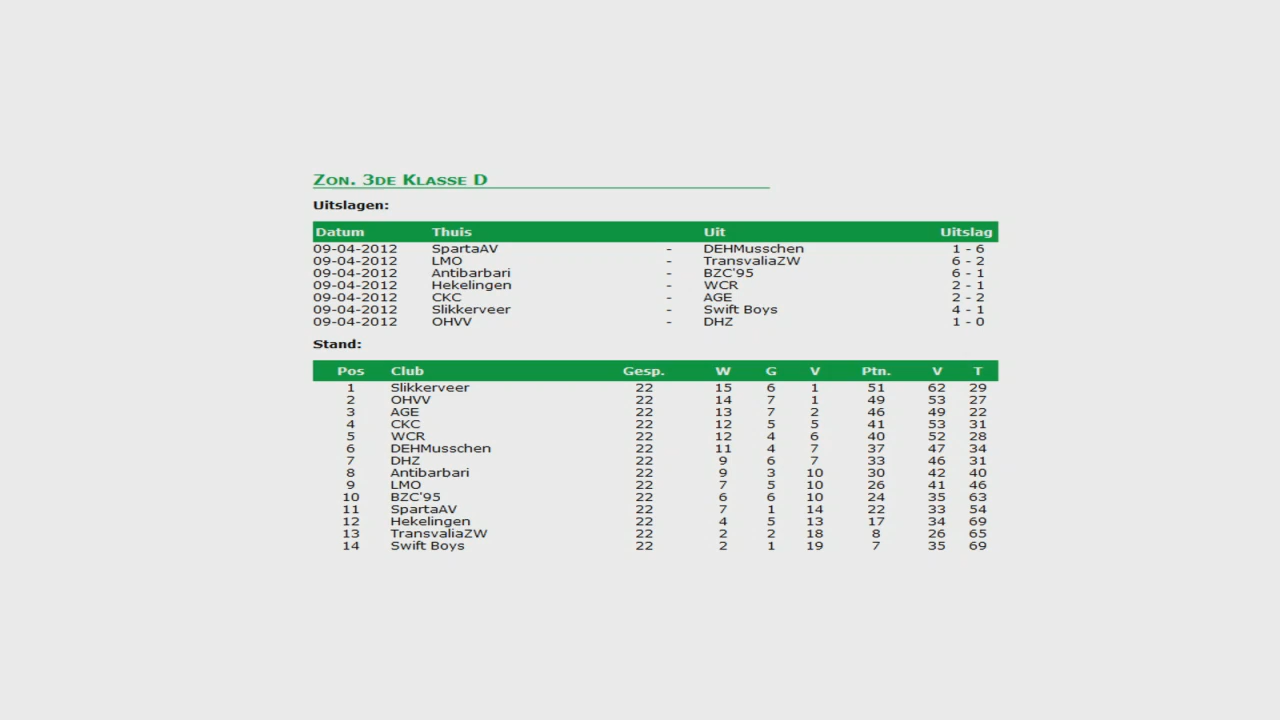 Zon. 3de Klasse D
Uitslagen:
Datum Thuis Uit Uitslag
09-04-2012 SpartaAV - DEHMusschen 1 - 6
09-04-2012 LMO - TransvaliaZW 6 - 2
09-04-2012 Antibarbari - BZC'95 6 - 1
09-04-2012 Hekelingen - WCR 2 - 1
09-04-2012 CKC - AGE 2 - 2
09-04-2012 Slikkerveer - Swift Boys 4 - 1
09-04-2012 OHVV - DHZ 1 - 0
Stand:
Pos Club Gesp. W G V Ptn. V T
1 Slikkerveer 22 15 6 1 51 62 29
2 OHVV 22 14 7 1 49 53 27
3 AGE 22 13 7 2 46 49 22
4 CKC 22 12 5 5 41 53 31
5 WCR 22 12 4 6 40 52 28
6 DEHMusschen 22 11 4 7 37 47 34
7 DHZ 22 9 6 7 33 46 31
8 Antibarbari 22 9 3 10 30 42 40
9 LMO 22 7 5 10 26 41 46
10 BZC'95 22 6 6 10 24 35 63
11 SpartaAV 22 7 1 14 22 33 54
12 Hekelingen 22 4 5 13 17 34 69
13 TransvaliaZW 22 2 2 18 8 26 65
14 Swift Boys 22 2 1 19 7 35 69